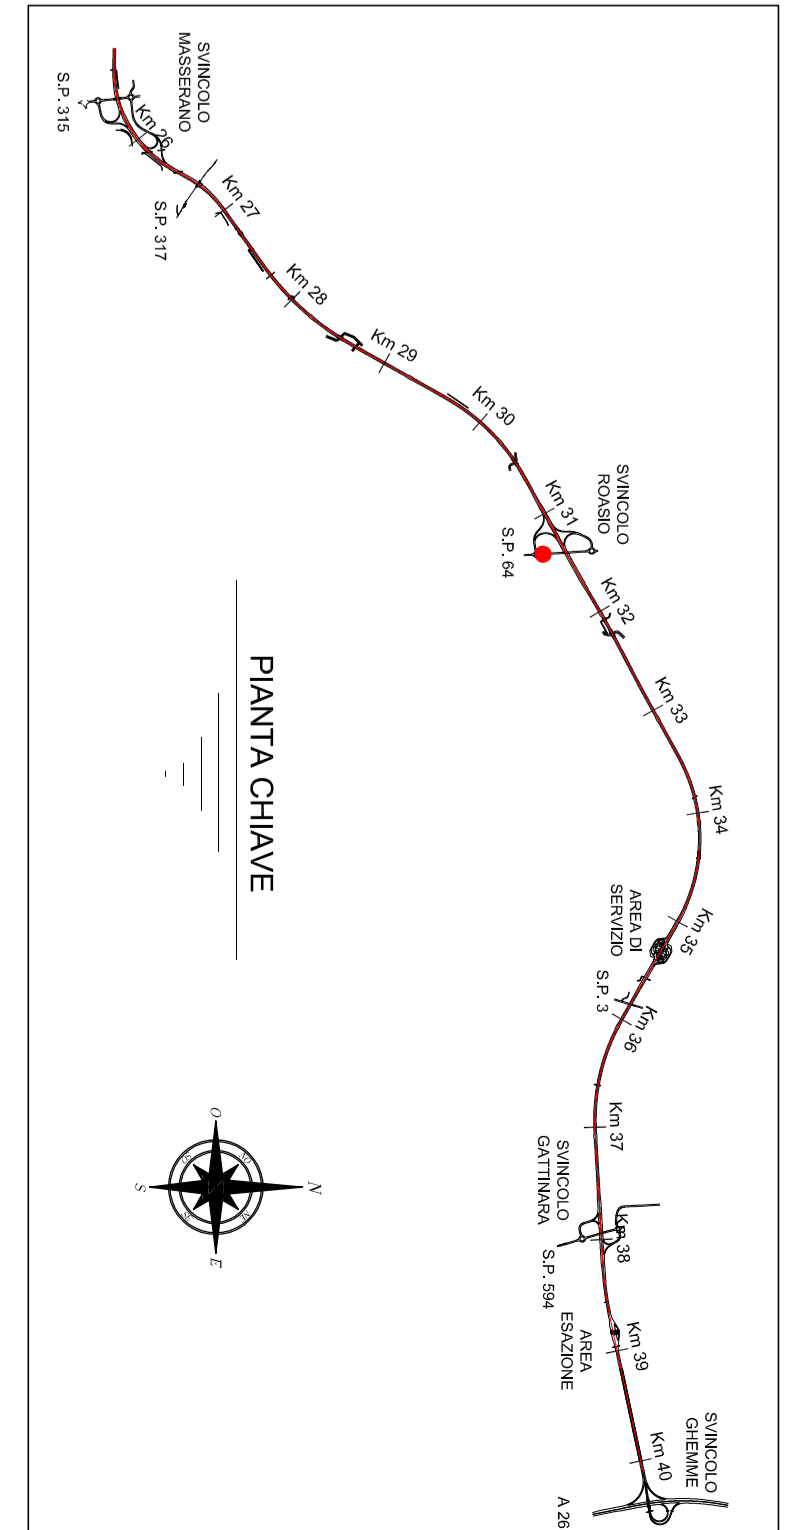 SVINCOLO
MASSERANO
S.P. 315
Km 26
S.P. 317
Km 27
Km 28
Km 29
Km 30
SVINCOLO
ROASIO
Km 31
S.P. 64
Km 32
Km 33
Km 34
AREA DI
SERVIZIO
Km 35
S.P. 3
Km 36
Km 37
SVINCOLO
GATTINARA
Km 38
S.P. 594
AREA
ESAZIONE
Km 39
SVINCOLO
GHEMME
Km 40
A 26
PIANTA CHIAVE
N
O
E
S
NO
SE